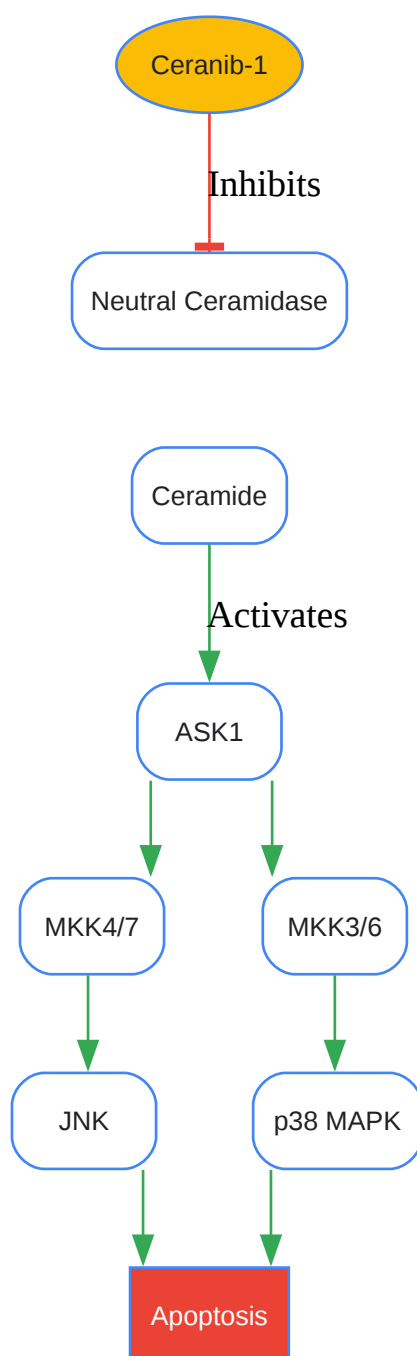 Ceranib-1
Inhibits
Neutral Ceramidase
Ceramide
Activates
ASK1
MKK4/7
MKK3/6
JNK
p38 MAPK
Apoptosis